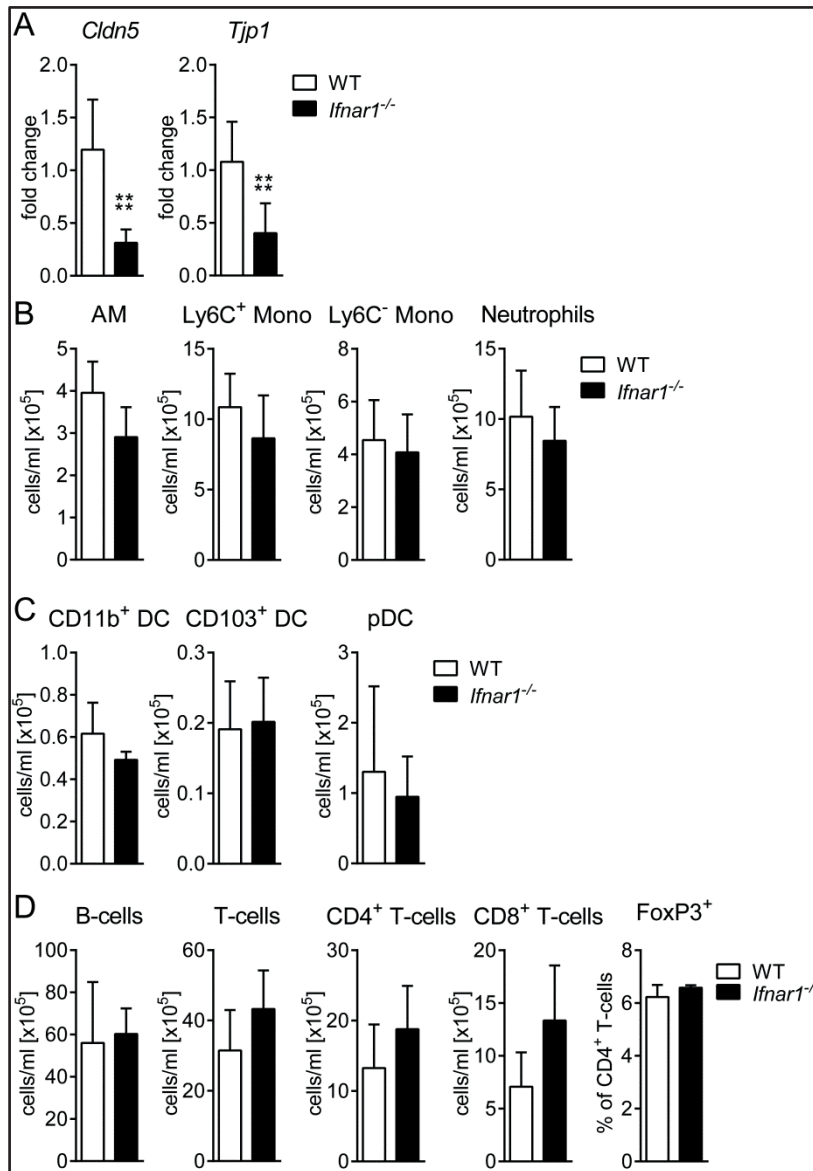 A
Cldn5 Tjp1
WT
Ifnar1-/-
fold change
2.0
1.5
1.0
0.5
0.0
**
**
fold change
2.0
1.5
1.0
0.5
0.0
**
**
B
AM Ly6C+ Mono Ly6C- Mono Neutrophils
WT
Ifnar1-/-
cells/ml [x10⁵]
5
4
3
2
1
0
cells/ml [x10⁵]
15
10
5
0
cells/ml [x10⁵]
8
6
4
2
0
cells/ml [x10⁵]
15
10
5
0
C
CD11b+ DC CD103+ DC pDC
WT
Ifnar1-/-
cells/ml [x10⁵]
1.0
0.8
0.6
0.4
0.2
0.0
cells/ml [x10⁵]
0.3
0.2
0.1
0.0
cells/ml [x10⁵]
3
2
1
0
D
B-cells T-cells CD4+ T-cells CD8+ T-cells FoxP3+
WT
Ifnar1-/-
cells/ml [x10⁵]
100
80
60
40
20
0
cells/ml [x10⁵]
60
40
20
0
cells/ml [x10⁵]
30
20
10
0
cells/ml [x10⁵]
20
15
10
5
0
% of CD4+ T-cells
8
6
4
2
0